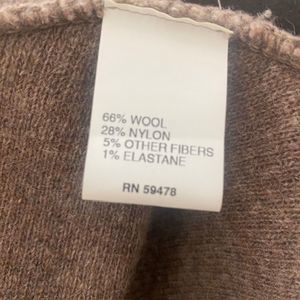 66% WOOL
28% NYLON
5% OTHER FIBERS
1% ELASTANE
RN 59478